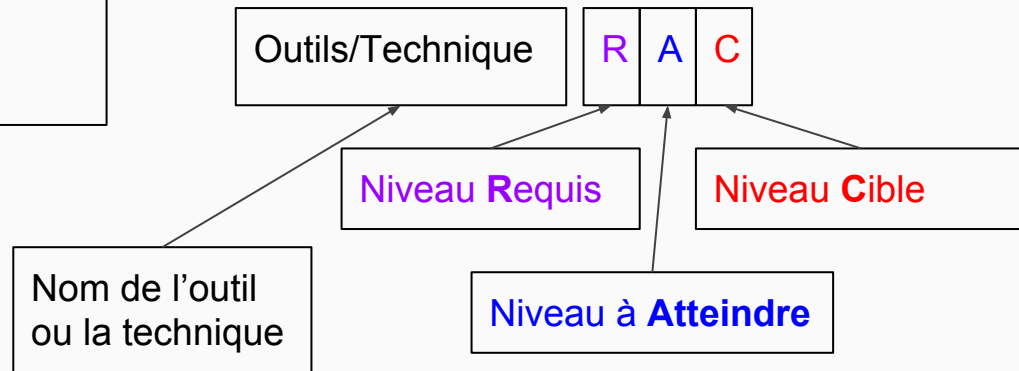 Outils/Technique R A C
Niveau Requis
Niveau Cible
Nom de l’outil
ou la technique
Niveau à Atteindre